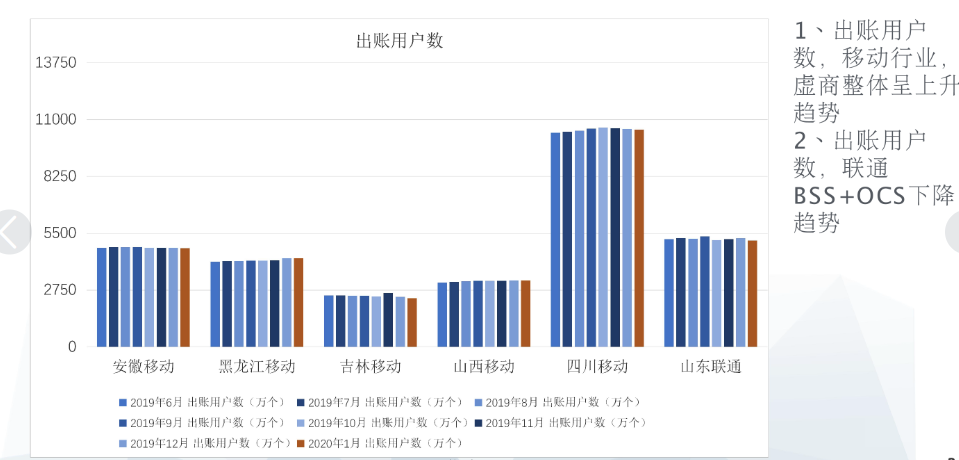 出账用户数
13750
11000
8250
5500
2750
0
安徽移动 黑龙江移动 吉林移动 山西移动 四川移动 山东联通
2019年6月 出账用户数（万个） 2019年7月 出账用户数（万个） 2019年8月 出账用户数（万个）
2019年9月 出账用户数（万个） 2019年10月 出账用户数（万个） 2019年11月 出账用户数（万个）
2019年12月 出账用户数（万个） 2020年1月 出账用户数（万个）
1、出账用户
数，移动行业，
虚商整体呈上升
趋势
2、出账用户
数，联通
BSS+OCS下降
趋势